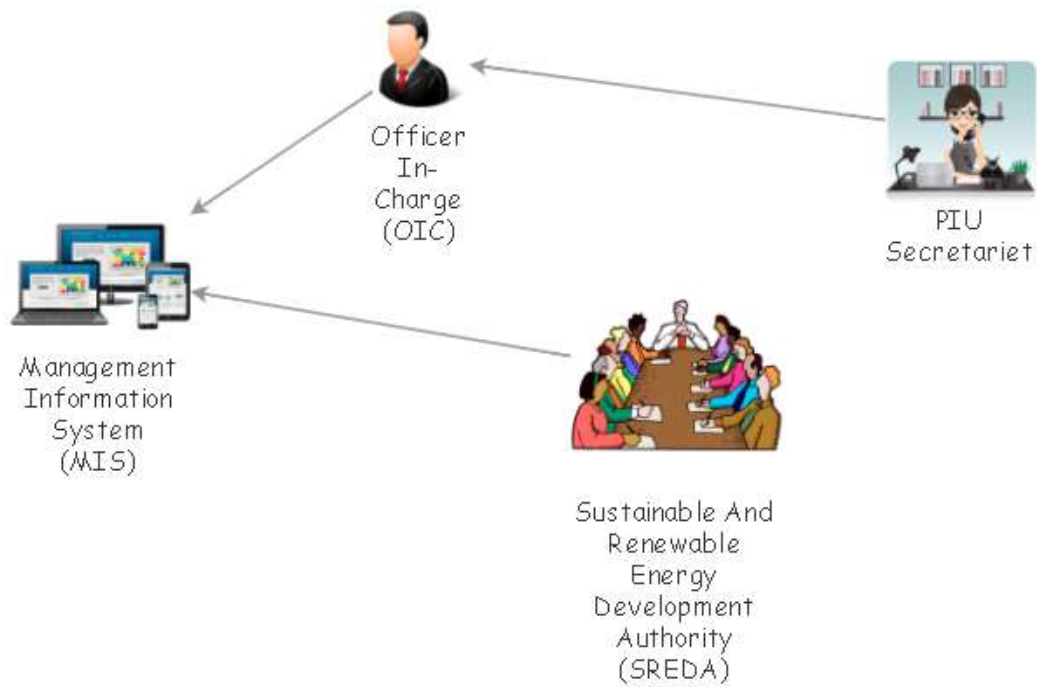 Officer
In-
Charge
(OIC)
PIU
Secretariet
Management
Information
System
(MIS)
Sustainable And
Renewable
Energy
Development
Authority
(SREDA)